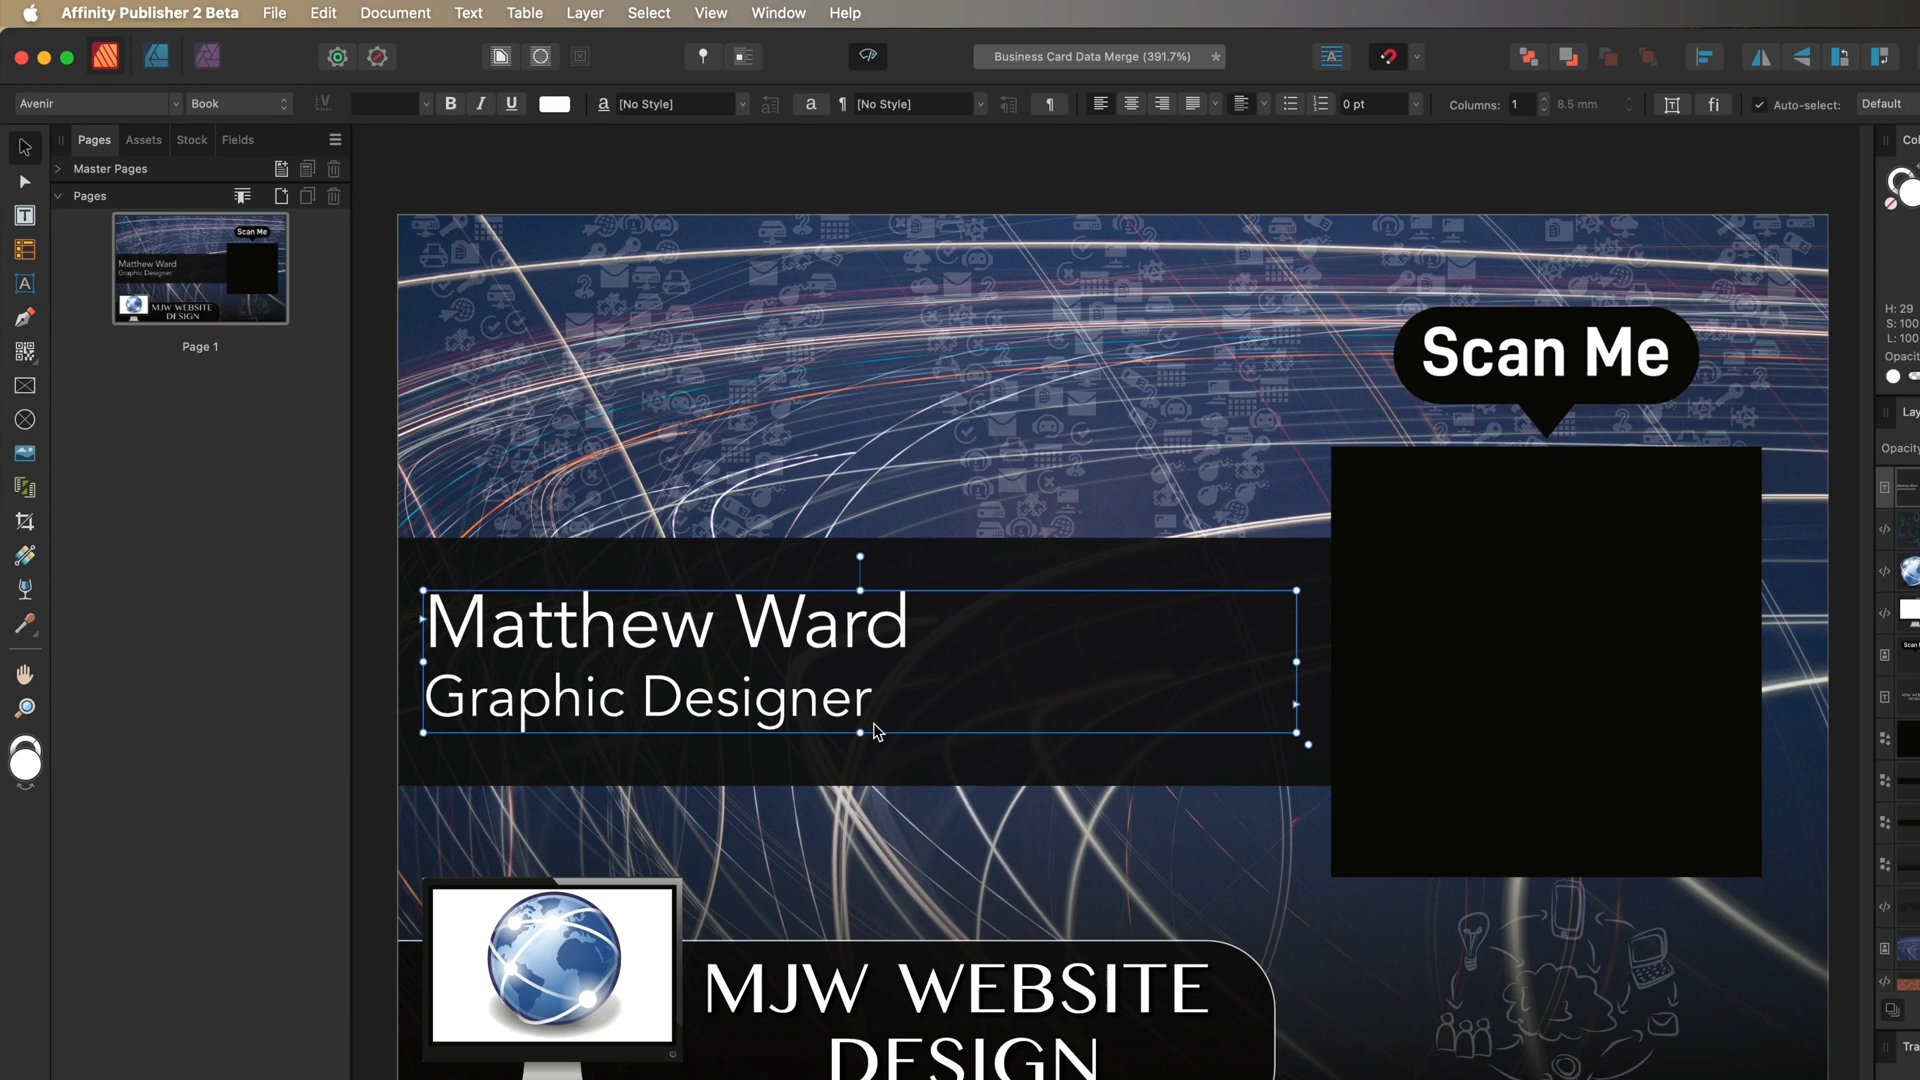 Affinity Publisher 2 Beta File Edit Document Text Table Layer Select View Window Help
Business Card Data Merge (391.7%)
Avenir Book B I U a [No Style] a ¶ [No Style] ¶ 0 pt Columns: 1 8.5 mm fi Auto-select: Default
Pages Assets Stock Fields
Master Pages
Pages
Scan Me
Matthew Ward
Graphic Designer
MJW WEBSITE
DESIGN
Page 1
Scan Me
Matthew Ward
Graphic Designer
MJW WEBSITE
DESIGN
H: 29
S: 100
L: 100